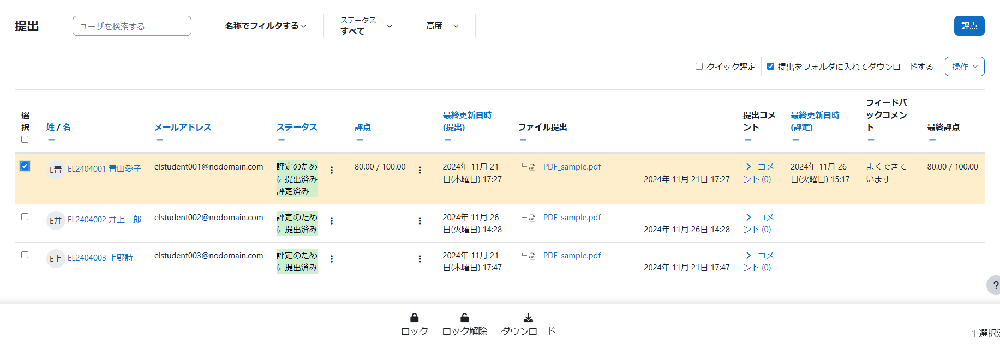 提出
ユーザを検索する
名称でフィルタする
ステータス
すべて
高度
評点
クイック評定
提出をフォルダに入れてダウンロードする
操作
選
択
姓 / 名
メールアドレス
ステータス
評点
最終更新日時
(提出)
ファイル提出
提出コメ
ント
最終更新日時
(評定)
フィードバ
ックコメン
ト
最終評点
E青
EL2404001 青山愛子
elstudent001@nodomain.com
評定のため
に提出済み
評定済み
80.00 / 100.00
2024年 11月 21
日(木曜日) 17:27
PDF_sample.pdf
2024年 11月 21日 17:27
コメ
ント (0)
2024年 11月 26
日(火曜日) 15:17
よくできて
います
80.00 / 100.00
E井
EL2404002 井上一郎
elstudent002@nodomain.com
評定のため
に提出済み
-
2024年 11月 26
日(火曜日) 14:28
PDF_sample.pdf
2024年 11月 26日 14:28
コメ
ント (0)
-
-
E上
EL2404003 上野詩
elstudent003@nodomain.com
評定のため
に提出済み
-
2024年 11月 21
日(木曜日) 17:47
PDF_sample.pdf
2024年 11月 21日 17:47
コメ
ント (0)
-
-
?
ロック
ロック解除
ダウンロード
1 選択